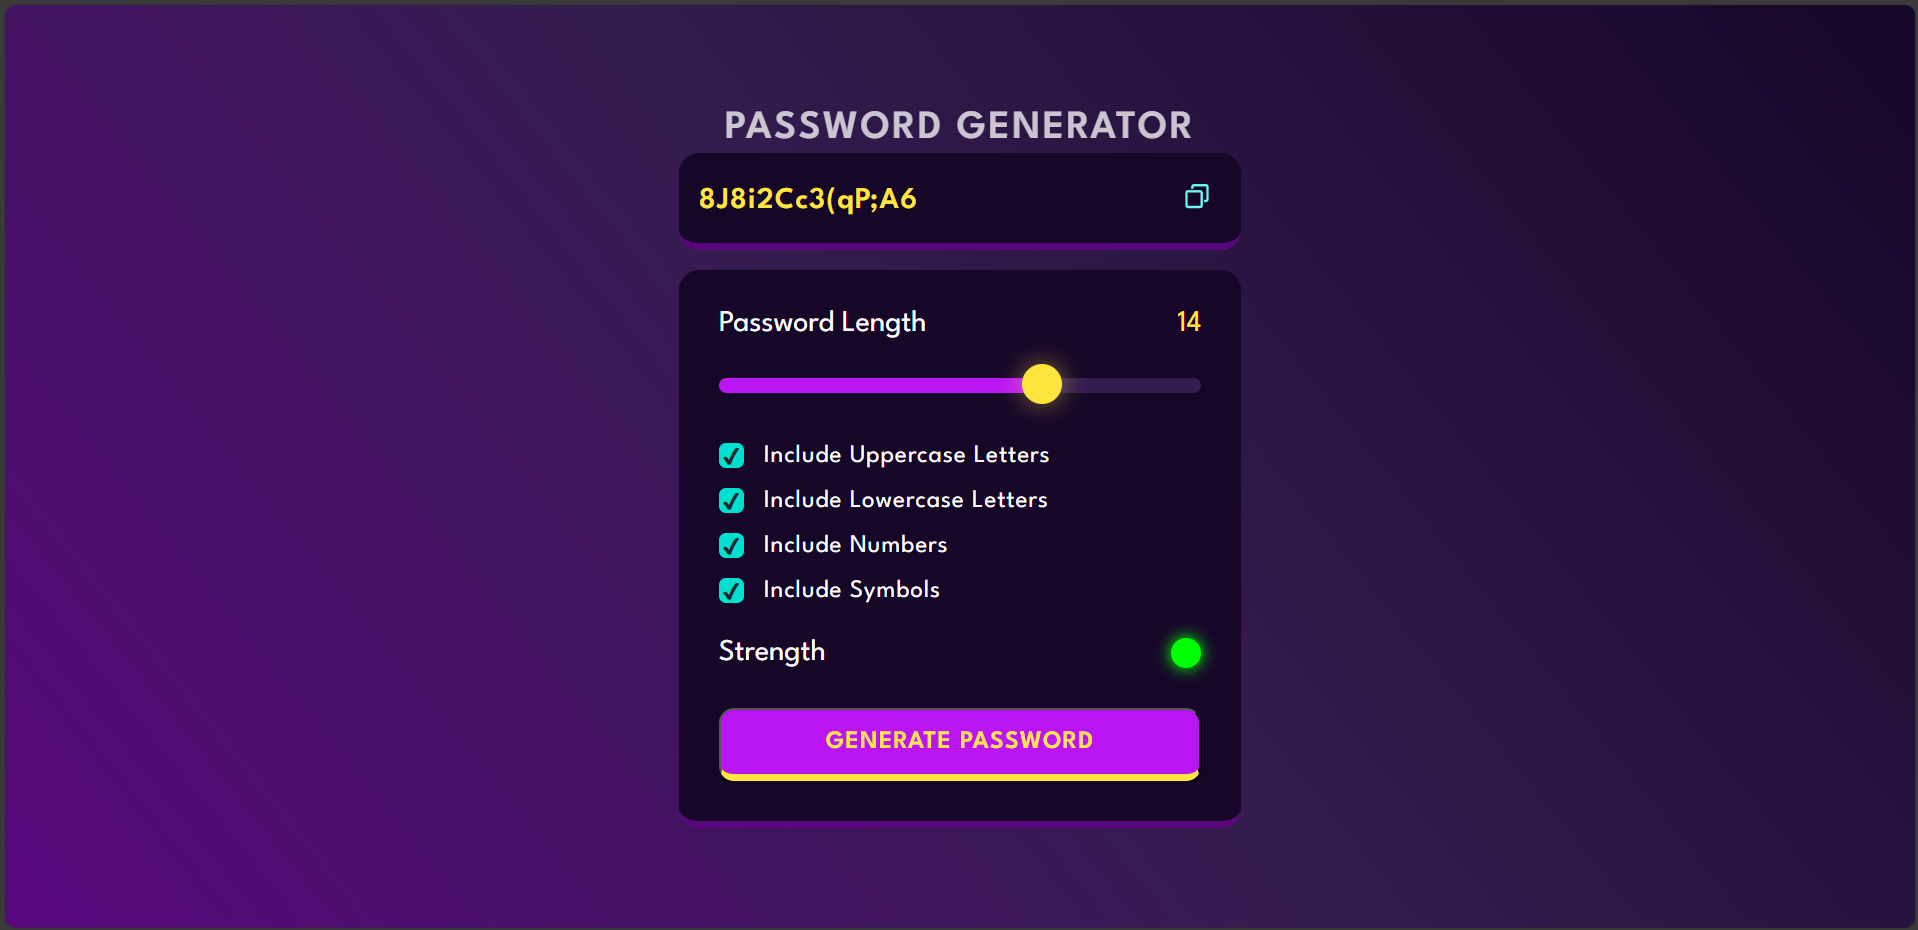 PASSWORD GENERATOR
8J8i2Cc3(qP;A6
Password Length 14
Include Uppercase Letters
Include Lowercase Letters
Include Numbers
Include Symbols
Strength
GENERATE PASSWORD